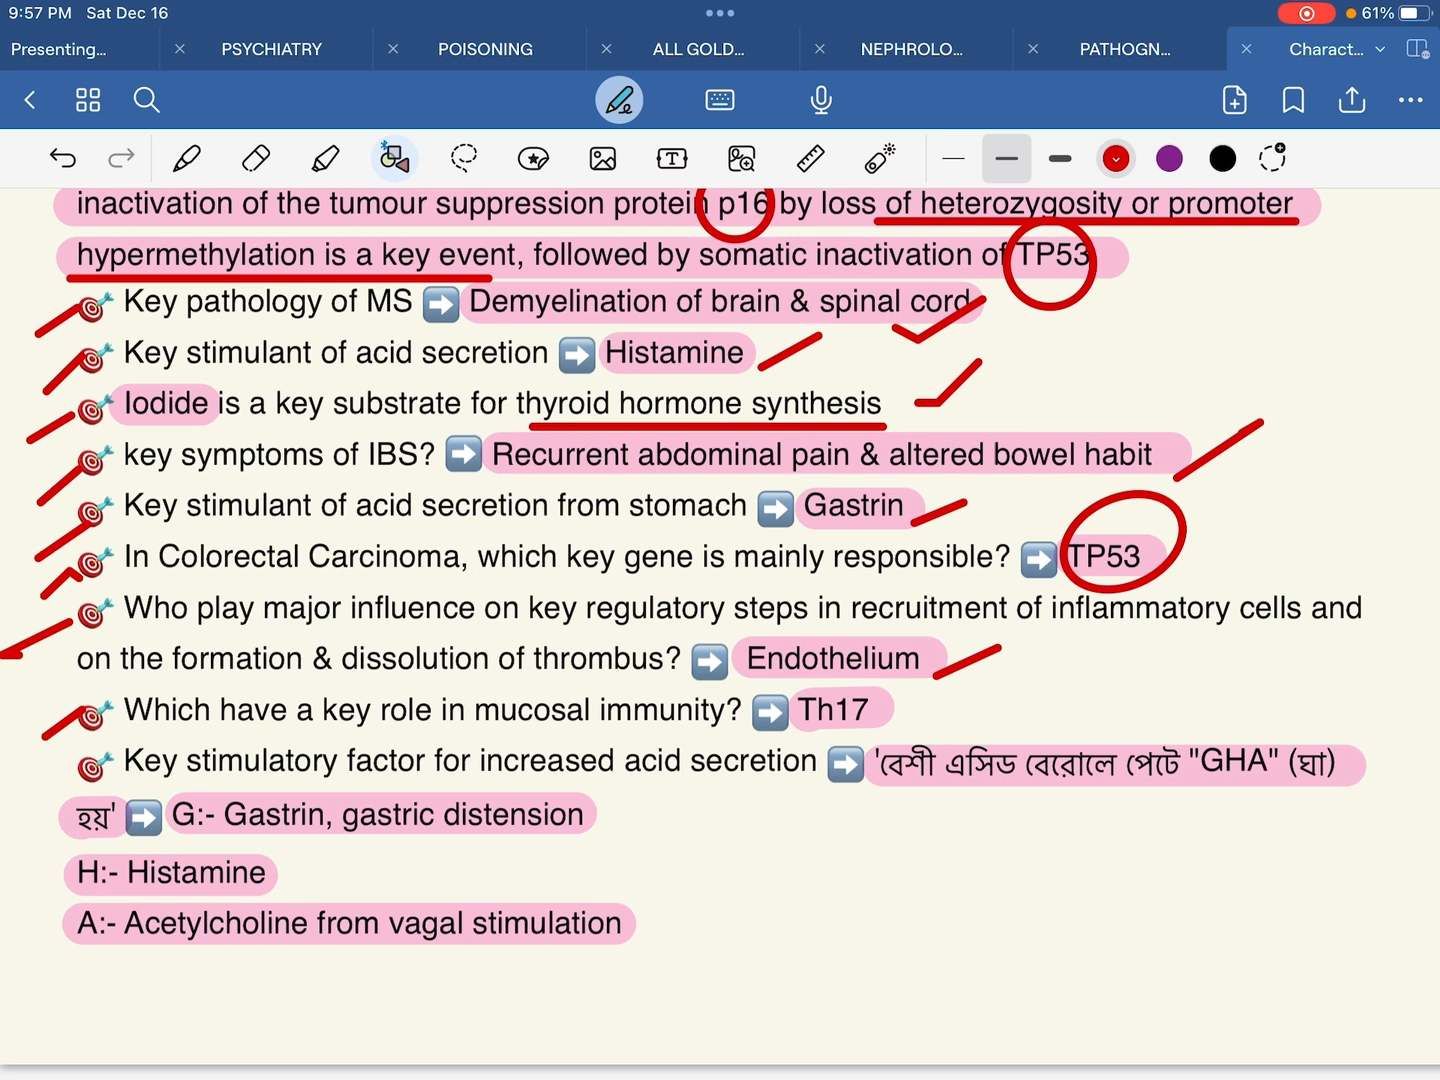 9:57 PM Sat Dec 16
61%
Presenting...
PSYCHIATRY
POISONING
ALL GOLD...
NEPHROLO...
PATHOGN...
Charact...
inactivation of the tumour suppression protein p16 by loss of heterozygosity or promoter
hypermethylation is a key event, followed by somatic inactivation of TP53
🎯 Key pathology of MS ➡️ Demyelination of brain & spinal cord
🎯 Key stimulant of acid secretion ➡️ Histamine
🎯 Iodide is a key substrate for thyroid hormone synthesis
🎯 key symptoms of IBS? ➡️ Recurrent abdominal pain & altered bowel habit
🎯 Key stimulant of acid secretion from stomach ➡️ Gastrin
🎯 In Colorectal Carcinoma, which key gene is mainly responsible? ➡️ TP53
🎯 Who play major influence on key regulatory steps in recruitment of inflammatory cells and
on the formation & dissolution of thrombus? ➡️ Endothelium
🎯 Which have a key role in mucosal immunity? ➡️ Th17
🎯 Key stimulatory factor for increased acid secretion ➡️ 'বেশী এসিড বেরোলে পেটে "GHA" (ঘা)
হয়' ➡️ G:- Gastrin, gastric distension
H:- Histamine
A:- Acetylcholine from vagal stimulation